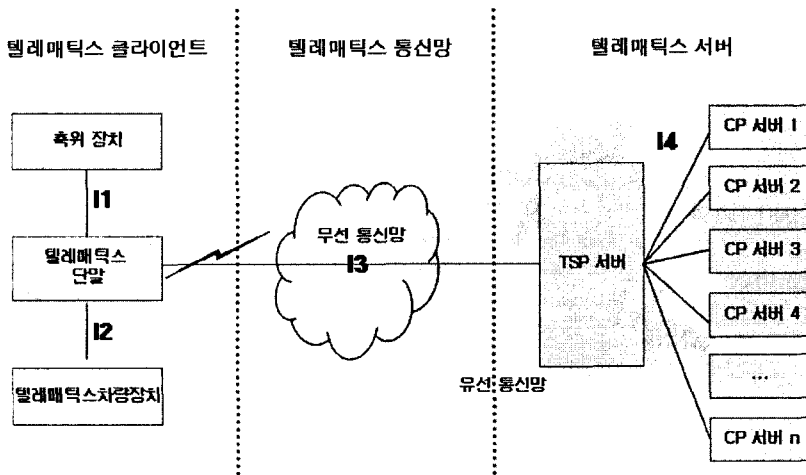 텔레매틱스 클라이언트
텔레매틱스 통신망
텔레매틱스 서버
측위 장치
I1
텔레매틱스
단말
I2
텔레매틱스차량장치
무선 통신망
I3
유선 통신망
TSP 서버
I4
CP 서버 1
CP 서버 2
CP 서버 3
CP 서버 4
...
CP 서버 n